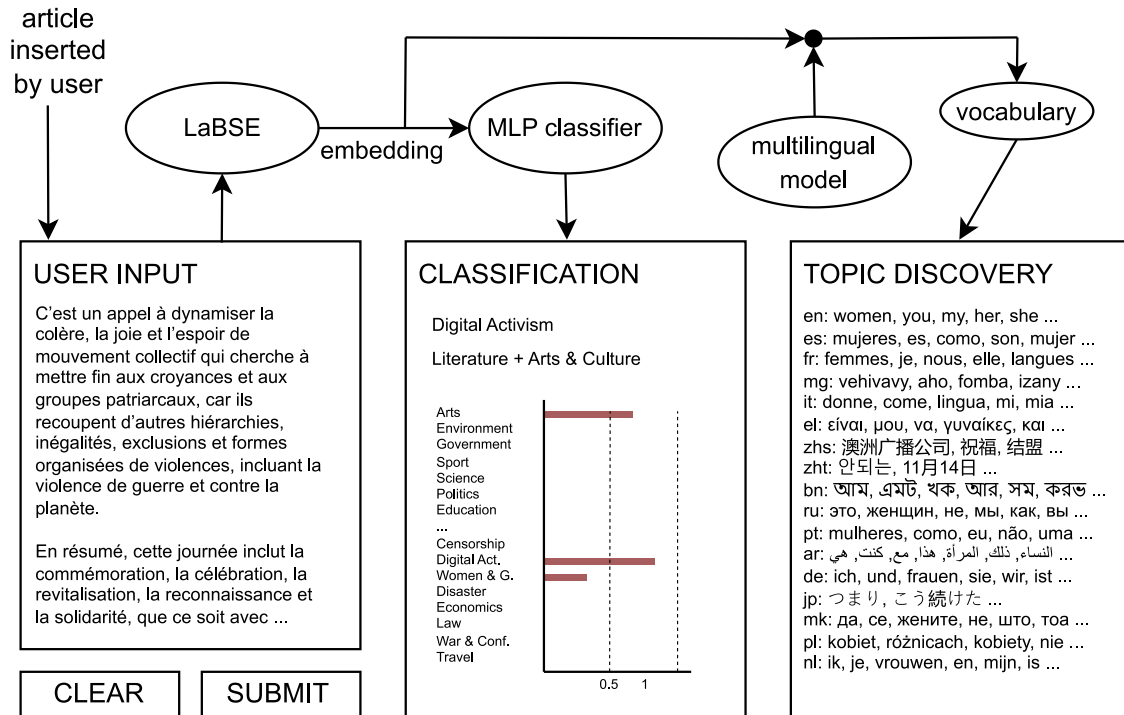 article
inserted
by user
LaBSE
embedding
MLP classifier
multilingual
model
vocabulary
USER INPUT
C'est un appel à dynamiser la
colère, la joie et l'espoir de
mouvement collectif qui cherche à
mettre fin aux croyances et aux
groupes patriarcaux, car ils
recoupent d'autres hiérarchies,
inégalités, exclusions et formes
organisées de violences, incluant la
violence de guerre et contre la
planète.
En résumé, cette journée inclut la
commémoration, la célébration, la
revitalisation, la reconnaissance et
la solidarité, que ce soit avec ...
CLEAR
SUBMIT
CLASSIFICATION
Digital Activism
Literature + Arts & Culture
Arts
Environment
Government
Sport
Science
Politics
Education
...
Censorship
Digital Act.
Women & G.
Disaster
Economics
Law
War & Conf.
Travel
0.5 1
TOPIC DISCOVERY
en: women, you, my, her, she ...
es: mujeres, es, como, son, mujer ...
fr: femmes, je, nous, elle, langues ...
mg: vehivavy, aho, fomba, izany ...
it: donne, come, lingua, mi, mia ...
el: είναι, μου, να, γυναίκες, και ...
zhs: 澳洲广播公司, 祝福, 结盟 ...
zht: 안되는, 11月14日 ...
bn: আম, এমট, খক, আর, সম, করভ ...
ru: это, женщин, не, мы, как, вы ...
pt: mulheres, como, eu, não, uma ...
ar: النساء, ذلك, المرأة, هذا, مع, كنت, هي ...
de: ich, und, frauen, sie, wir, ist ...
jp: つまり, こう続けた ...
mk: да, се, жените, не, што, тоа ...
pl: kobiet, różnicach, kobiety, nie ...
nl: ik, je, vrouwen, en, mijn, is ...